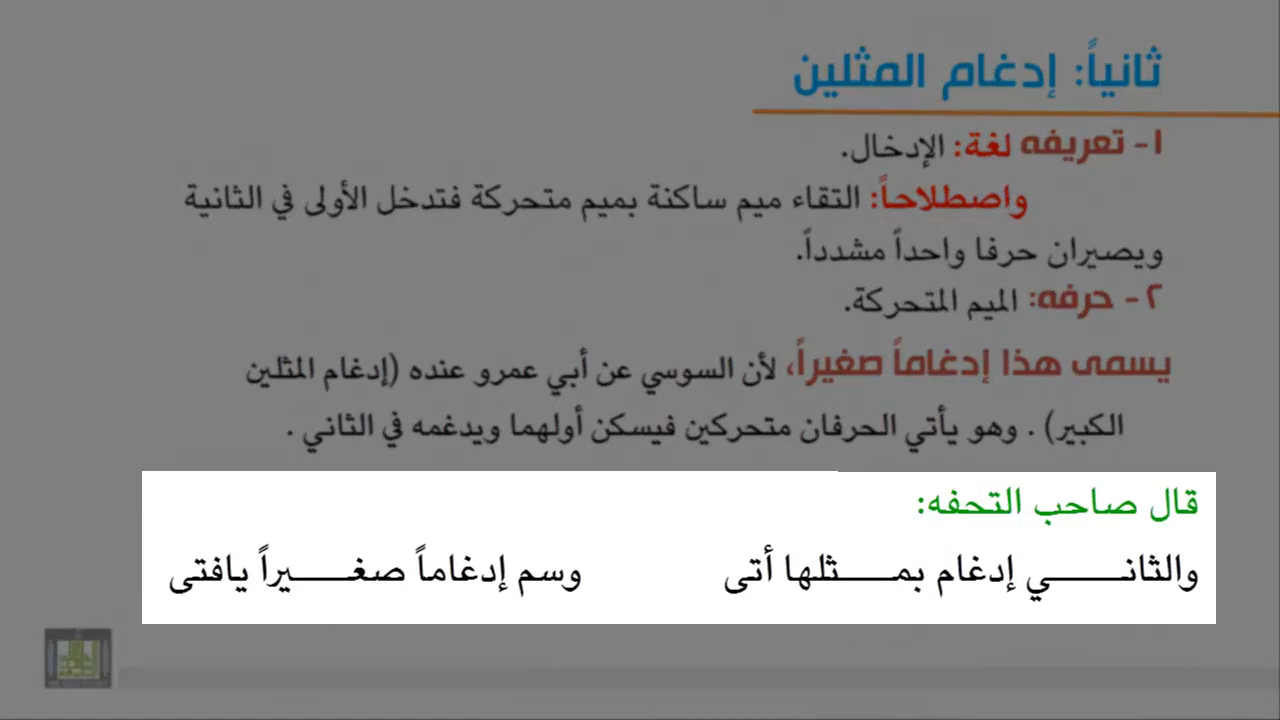 ثانياً: إدغام المثلين
١- تعريفه لغة: الإدخال.
واصطلاحاً: التقاء ميم ساكنة بميم متحركة فتدخل الأولى في الثانية
ويصيران حرفا واحداً مشدداً.
٢- حرفه: الميم المتحركة.
يسمى هذا إدغاماً صغيراً، لأن السوسي عن أبي عمرو عنده (إدغام المثلين
الكبير) . وهو يأتي الحرفان متحركين فيسكن أولهما ويدغمه في الثاني .
قال صاحب التحفه:
والثانـــــي إدغام بمـــثلها أتى وسم إدغاماً صغـــيراً يافتى